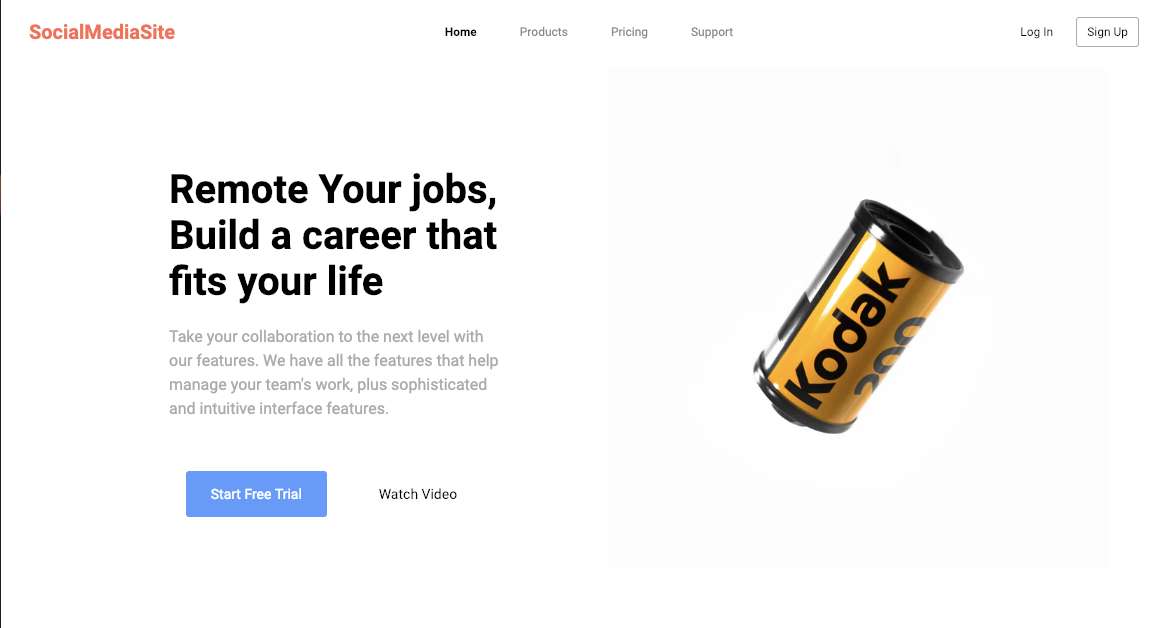 SocialMediaSite
Home
Products
Pricing
Support
Log In
Sign Up
Remote Your jobs,
Build a career that
fits your life
Take your collaboration to the next level with
our features. We have all the features that help
manage your team's work, plus sophisticated
and intuitive interface features.
Start Free Trial
Watch Video
Kodak
200